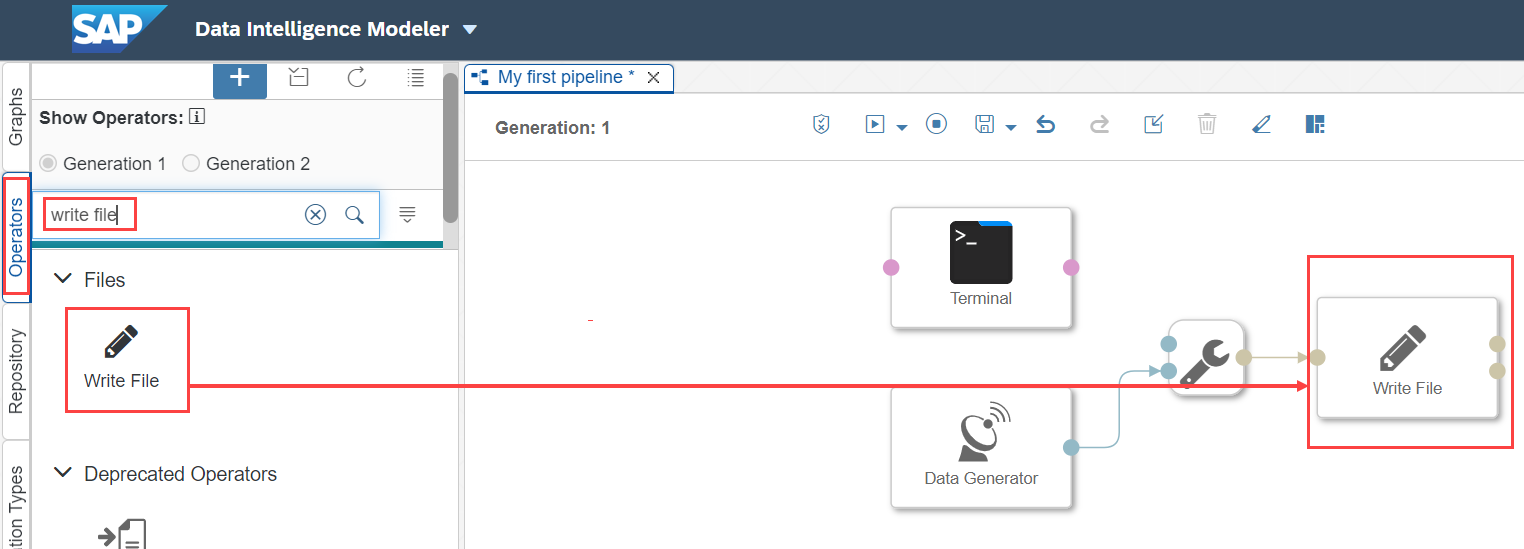 SAP Data Intelligence Modeler
Graphs
Operators
Repository
tion Types
Show Operators:
Generation 1 Generation 2
write file
Files
Write File
Deprecated Operators
My first pipeline *
Generation: 1
>_
Terminal
Data Generator
Write File